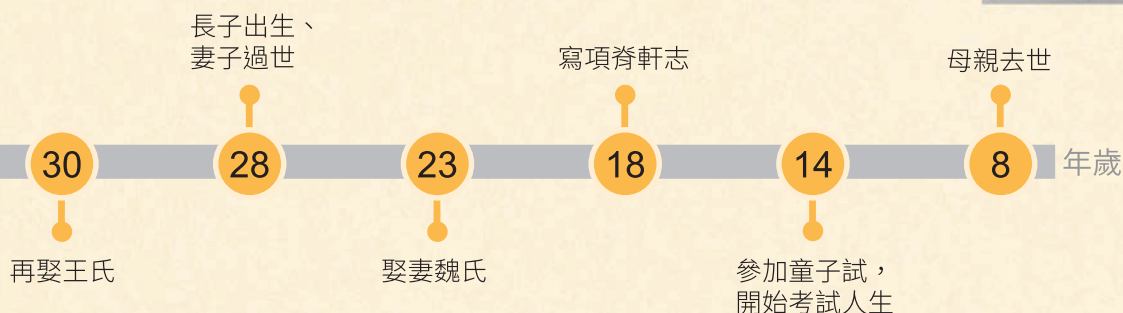 年歲
8
母親去世
14
參加童子試，
開始考試人生
18
寫項脊軒志
23
娶妻魏氏
28
長子出生、
妻子過世
30
再娶王氏